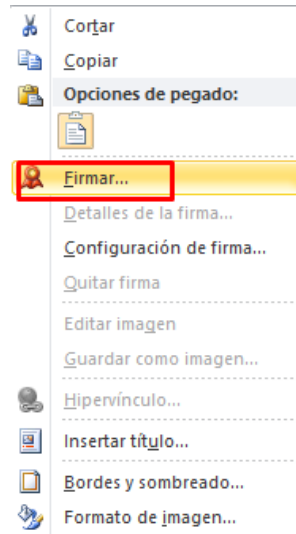 Cortar
Copiar
Opciones de pegado:
Firmar...
Detalles de la firma...
Configuración de firma...
Quitar firma
Editar imagen
Guardar como imagen...
Hipervínculo...
Insertar título...
Bordes y sombreado...
Formato de imagen...